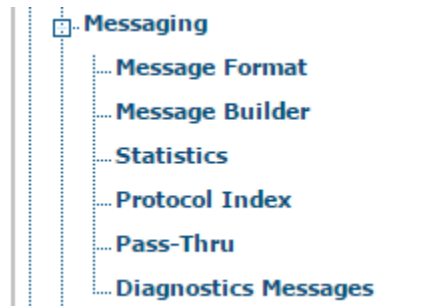 Messaging
Message Format
Message Builder
Statistics
Protocol Index
Pass-Thru
Diagnostics Messages